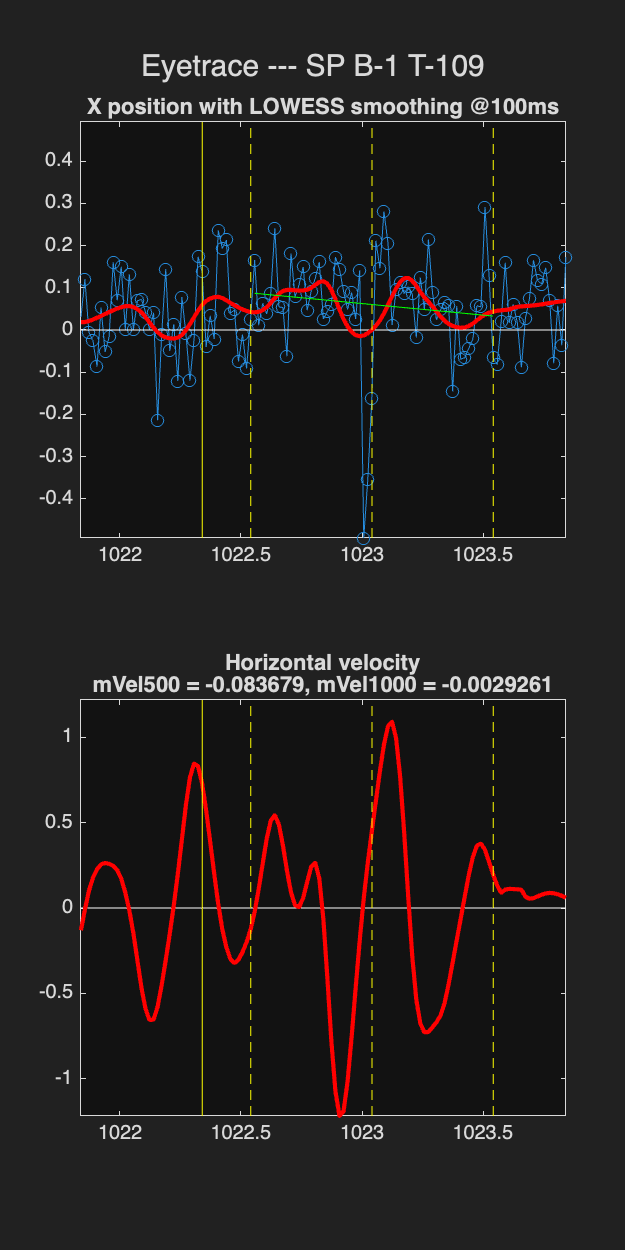 Eyetrace --- SP B-1 T-109
X position with LOWESS smoothing @100ms
0.4
0.3
0.2
0.1
0
-0.1
-0.2
-0.3
-0.4
1022 1022.5 1023 1023.5
Horizontal velocity
mVel500 = -0.083679, mVel1000 = -0.0029261
1
0.5
0
-0.5
-1
1022 1022.5 1023 1023.5